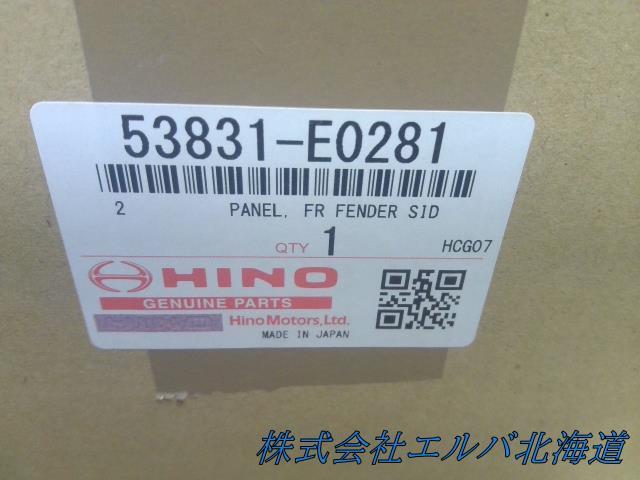 53831-E0281
2 PANEL, FR FENDER SID
QTY 1 HCG07
HINO
GENUINE PARTS
Hino Motors, Ltd.
MADE IN JAPAN
株式会社エルバ北海道